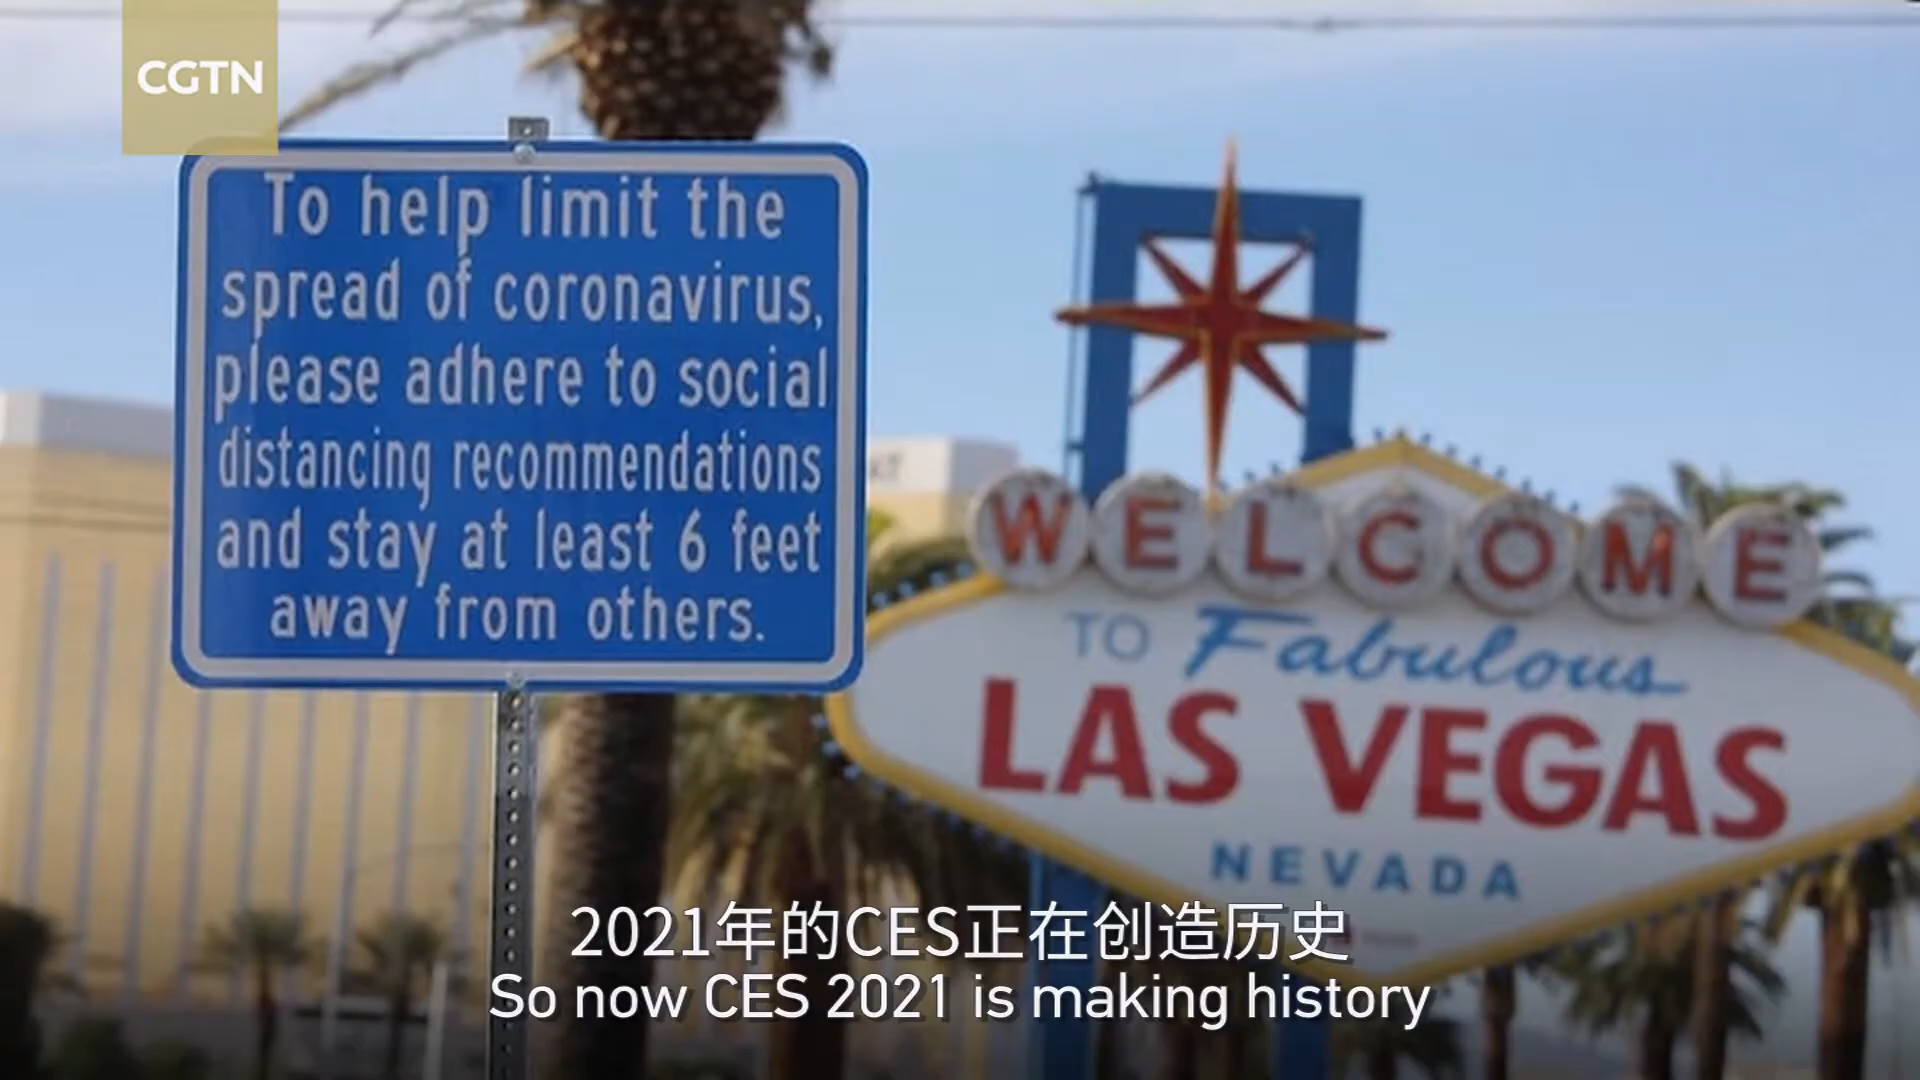 CGTN
To help limit the
spread of coronavirus,
please adhere to social
distancing recommendations
and stay at least 6 feet
away from others.
WELCOME
TO Fabulous
LAS VEGAS
NEVADA
2021年的CES正在创造历史
So now CES 2021 is making history